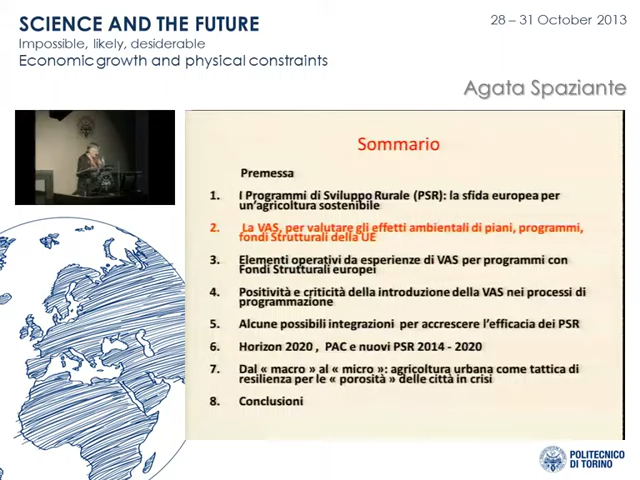 SCIENCE AND THE FUTURE
Impossible, likely, desiderable
Economic growth and physical constraints
28 – 31 October 2013
Agata Spaziante
Sommario
Premessa
1. I Programmi di Sviluppo Rurale (PSR): la sfida europea per
un'agricoltura sostenibile
2. La VAS, per valutare gli effetti ambientali di piani, programmi,
fondi Strutturali della UE
3. Elementi operativi da esperienze di VAS per programmi con
Fondi Strutturali europei
4. Positività e criticità della introduzione della VAS nei processi di
programmazione
5. Alcune possibili integrazioni per accrescere l'efficacia dei PSR
6. Horizon 2020 , PAC e nuovi PSR 2014 - 2020
7. Dal « macro » al « micro »: agricoltura urbana come tattica di
resilienza per le « porosità » delle città in crisi
8. Conclusioni
POLITECNICO
DI TORINO